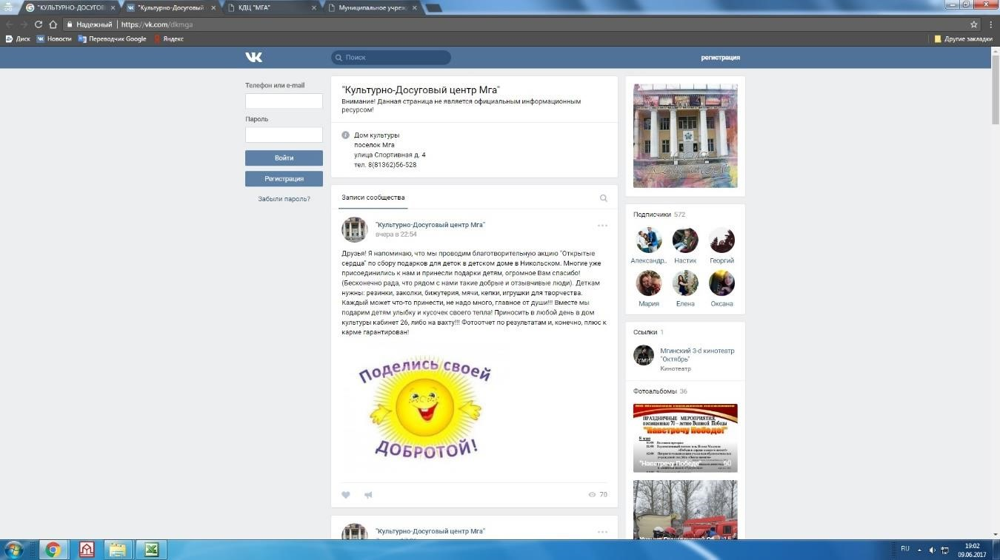 "КУЛЬТУРНО-ДОСУГОВ
"Культурно-Досуговый
КДЦ "МГА"
Муниципальное учреж
Надежный
https://vk.com/dkmga
Диск
Новости
Переводчик Google
Яндекс
Другие закладки
Поиск
регистрация
Телефон или e-mail
Пароль
Войти
Регистрация
Забыли пароль?
"Культурно-Досуговый центр Мга"
Внимание! Данная страница не является официальным информационным
ресурсом!
Дом культуры
поселок Мга
улица Спортивная д. 4
тел. 8(81362)56-528
Записи сообщества
"Культурно-Досуговый центр Мга"
вчера в 22:54
Друзья! Я напоминаю, что мы проводим благотворительную акцию "Открытые
сердца" по сбору подарков для деток в детском доме в Никольском. Многие уже
присоединились к нам и принесли подарки детям, огромное Вам спасибо!
(Бесконечно рада, что рядом с нами такие добрые и отзывчивые люди). Деткам
нужны: резинки, заколки, бижутерия, мячи, кепки, игрушки для творчества.
Каждый может что-то принести, не надо много, главное от души!!! Вместе мы
подарим детям улыбку и кусочек своего тепла! Приносить в любой день в дом
культуры кабинет 26, либо на вахту!!! Фотоотчет по результатам и, конечно, плюс к
карме гарантирован!
Поделись своей
ДОБРОТОЙ!
70
"Культурно-Досуговый центр Мга"
Подписчики 572
Александр..
Настик
Георгий
Мария
Елена
Оксана
Ссылки 1
Мгинский 3-d кинотеатр
"Октябрь"
Кинотеатр
Фотоальбомы 36
ПРАЗДНИЧНЫЕ МЕРОПРИЯТИЯ,
посвященные 70 – летию Великой Победы
"Навстречу Победе!"
8 мая
"Навстречу Победе"
RU
19:02
09.06.2017